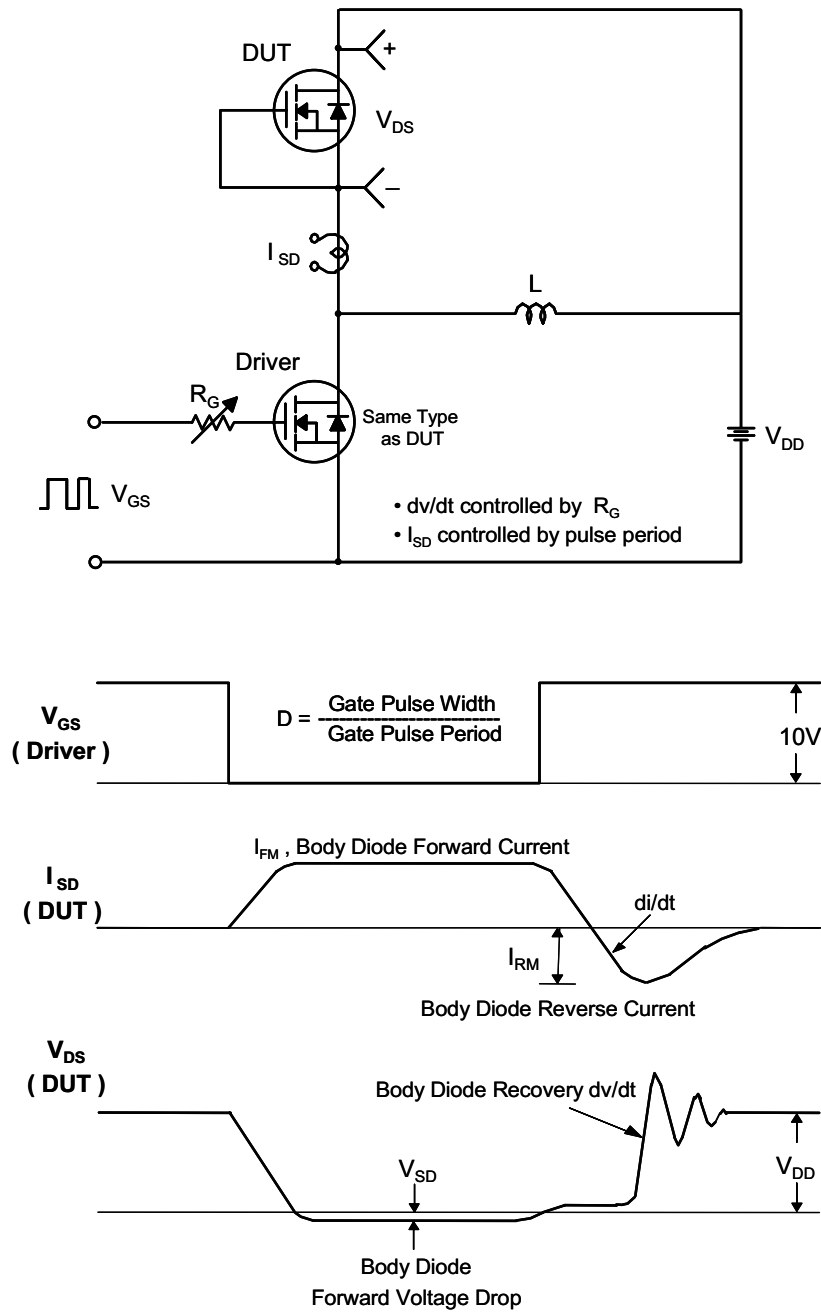 DUT
+
V_DS
–
I_SD
L
Driver
R_G
Same Type
as DUT
V_DD
V_GS
• dv/dt controlled by R_G
• I_SD controlled by pulse period
V_GS
( Driver )
D = Gate Pulse Width
Gate Pulse Period
10V
I_FM , Body Diode Forward Current
I_SD
( DUT )
di/dt
I_RM
Body Diode Reverse Current
V_DS
( DUT )
Body Diode Recovery dv/dt
V_SD
V_DD
Body Diode
Forward Voltage Drop